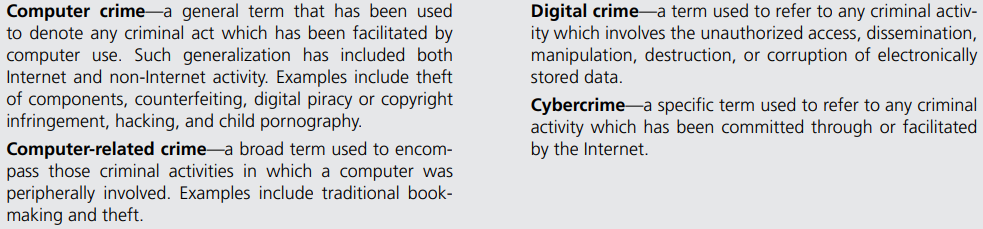 Computer crime—a general term that has been used
to denote any criminal act which has been facilitated by
computer use. Such generalization has included both
Internet and non-Internet activity. Examples include theft
of components, counterfeiting, digital piracy or copyright
infringement, hacking, and child pornography.
Computer-related crime—a broad term used to encom-
pass those criminal activities in which a computer was
peripherally involved. Examples include traditional book-
making and theft.
Digital crime—a term used to refer to any criminal activ-
ity which involves the unauthorized access, dissemination,
manipulation, destruction, or corruption of electronically
stored data.
Cybercrime—a specific term used to refer to any criminal
activity which has been committed through or facilitated
by the Internet.